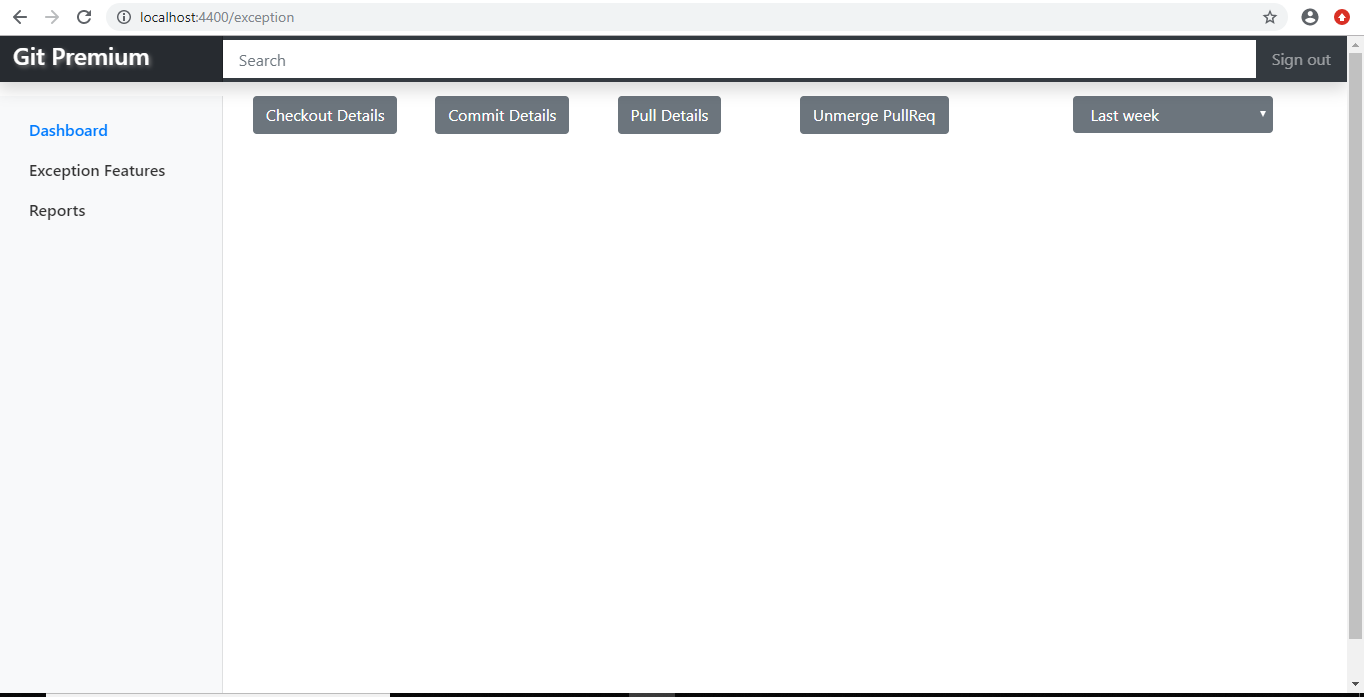 localhost:4400/exception
Git Premium
Search
Sign out
Dashboard
Exception Features
Reports
Checkout Details
Commit Details
Pull Details
Unmerge PullReq
Last week